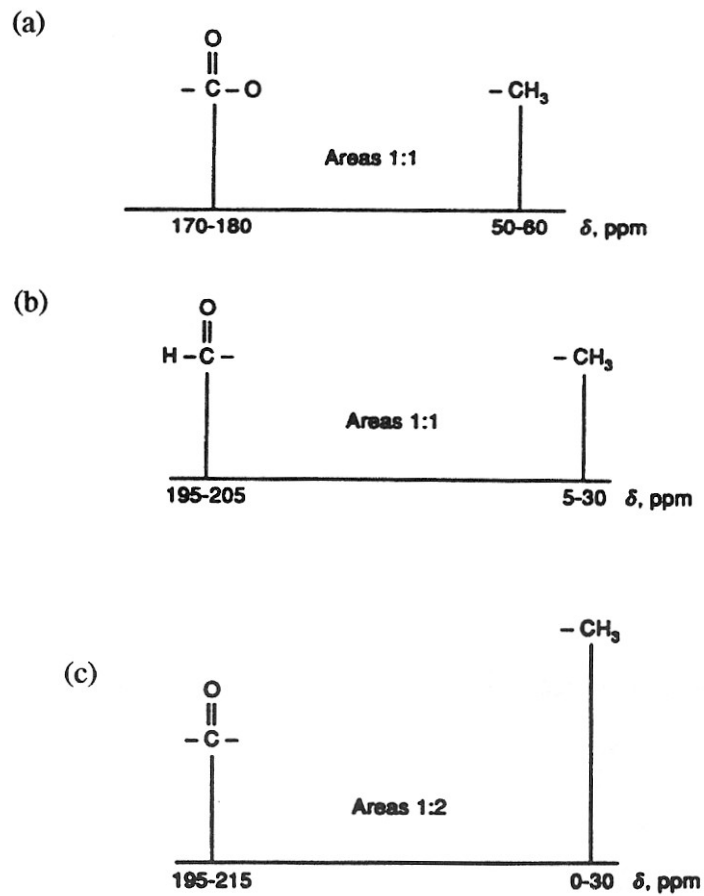 (a)
O
||
– C – O
– CH₃
Areas 1:1
170-180
50-60 δ, ppm
(b)
O
||
H – C –
– CH₃
Areas 1:1
195-205
5-30 δ, ppm
– CH₃
(c)
O
||
– C –
Areas 1:2
195-215
0-30 δ, ppm